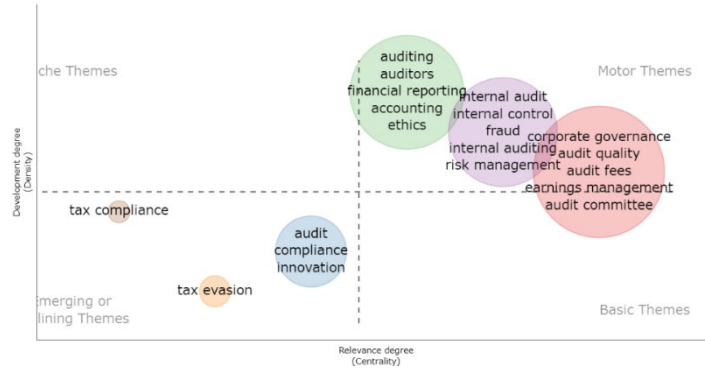 che Themes
Motor Themes
auditing
auditors
financial reporting
accounting
ethics
internal audit
internal control
fraud
internal auditing
risk management
corporate governance
audit quality
audit fees
earnings management
audit committee
Development degree
(Density)
tax compliance
audit
compliance
innovation
tax evasion
Emerging or
lining Themes
Basic Themes
Relevance degree
(Centrality)